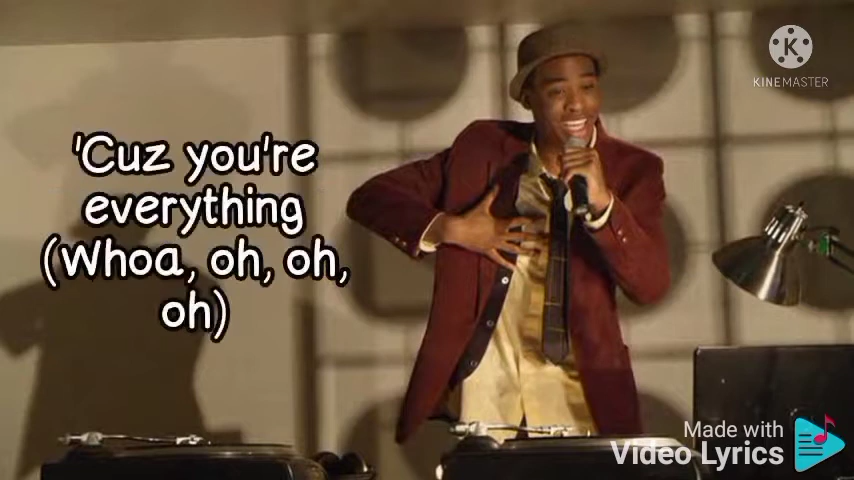 'Cuz you're
everything
(Whoa, oh, oh,
oh)
K
KINEMASTER
Made with
Video Lyrics